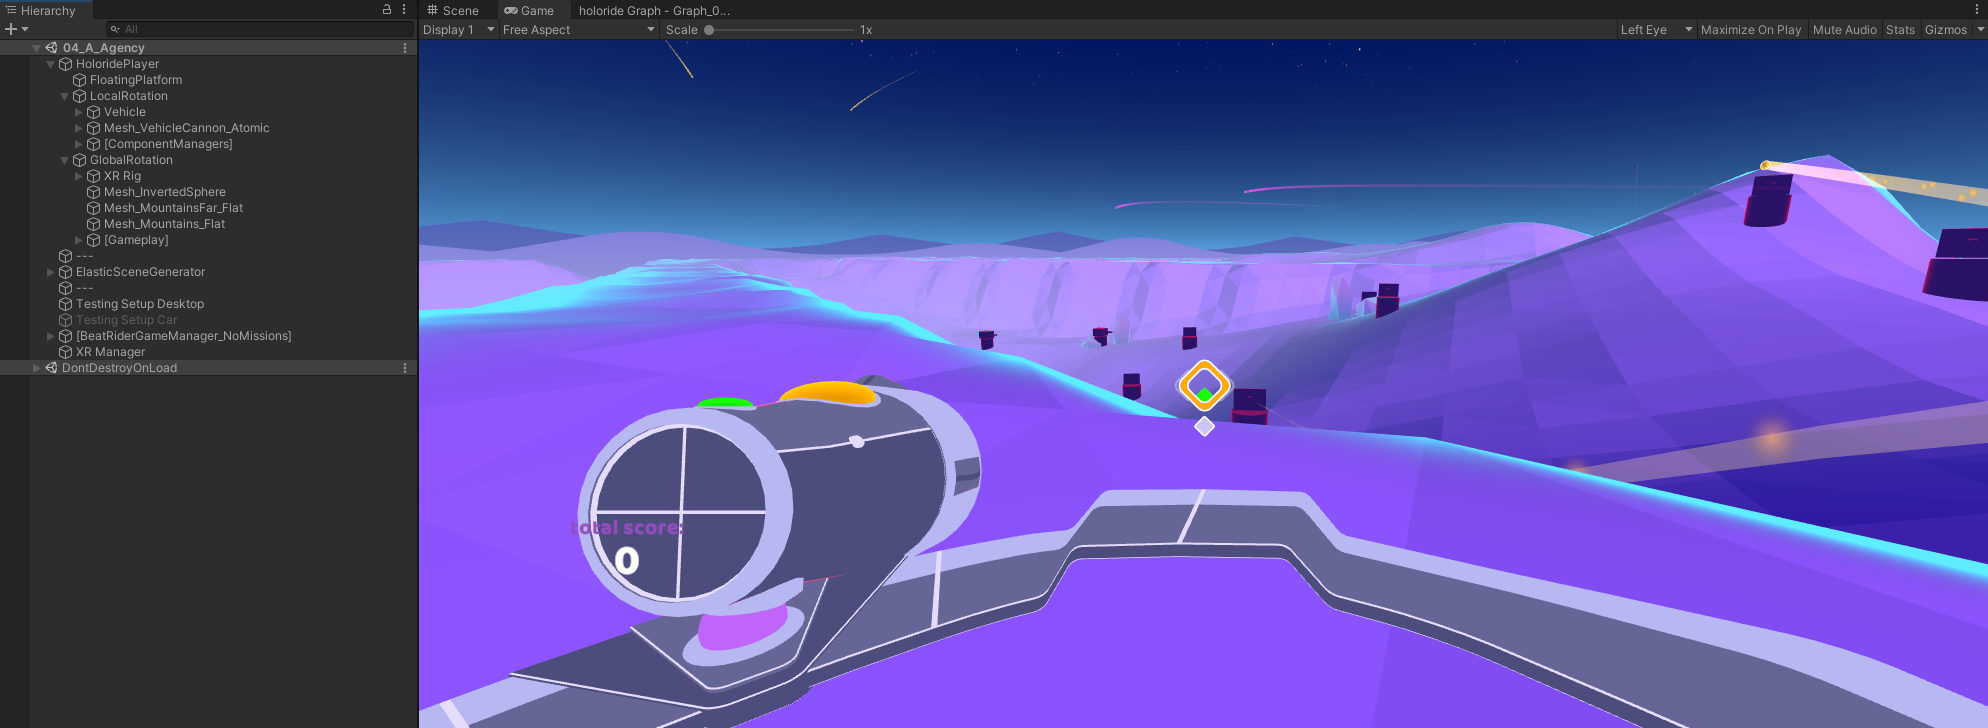 Hierarchy
All
04_A_Agency
HoloridePlayer
FloatingPlatform
LocalRotation
Vehicle
Mesh_VehicleCannon_Atomic
[ComponentManagers]
GlobalRotation
XR Rig
Mesh_InvertedSphere
Mesh_MountainsFar_Flat
Mesh_Mountains_Flat
[Gameplay]
---
ElasticSceneGenerator
---
Testing Setup Desktop
Testing Setup Car
[BeatRiderGameManager_NoMissions]
XR Manager
DontDestroyOnLoad
Scene Game holoride Graph - Graph_0...
Display 1 Free Aspect Scale 1x Left Eye Maximize On Play Mute Audio Stats Gizmos
total score:
0